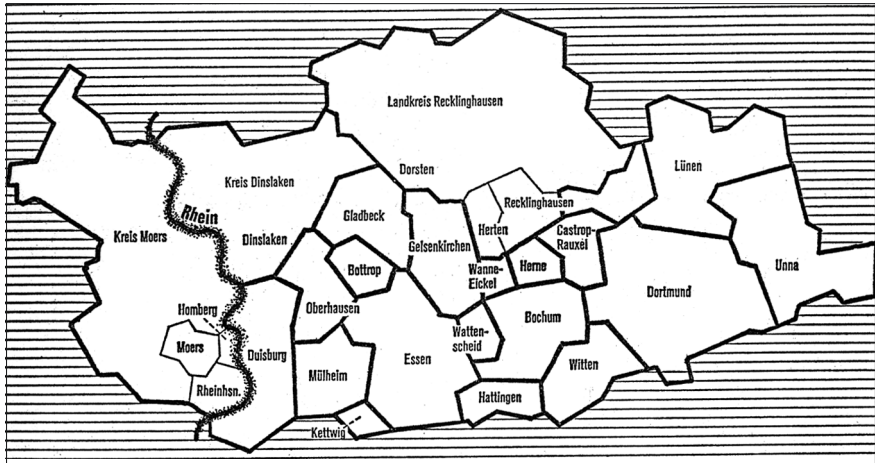 Landkreis Recklinghausen
Lünen
Dorsten
Kreis Dinslaken
Recklinghausen
Rhein
Gladbeck
Herten
Castrop-
Rauxel
Kreis Moers
Dinslaken
Gelsenkirchen
Unna
Bottrop
Wanne-
Eickel
Herne
Dortmund
Homberg
Oberhausen
Bochum
Watten-
scheid
Moers
Duisburg
Essen
Witten
Mülheim
Rheinhsn.
Hattingen
Kettwig